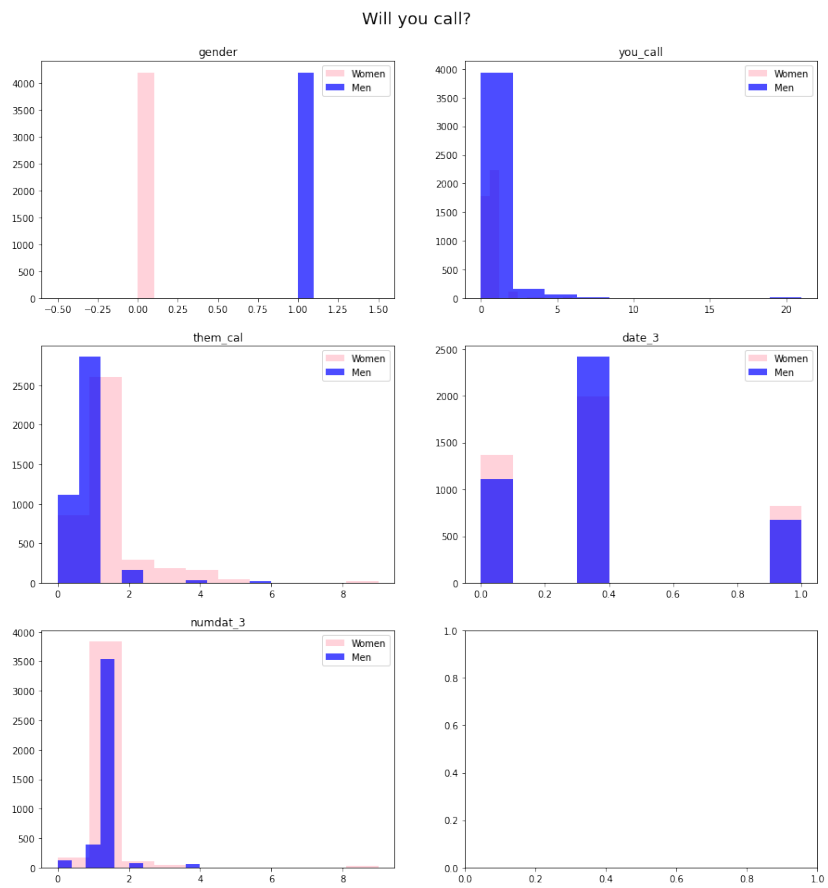 Will you call?
gender
Women
Men
4000
3500
3000
2500
2000
1500
1000
500
0
−0.50 −0.25 0.00 0.25 0.50 0.75 1.00 1.25 1.50
you_call
Women
Men
4000
3500
3000
2500
2000
1500
1000
500
0
0 5 10 15 20
them_cal
Women
Men
2500
2000
1500
1000
500
0
0 2 4 6 8
date_3
Women
Men
2500
2000
1500
1000
500
0
0.0 0.2 0.4 0.6 0.8 1.0
numdat_3
Women
Men
4000
3500
3000
2500
2000
1500
1000
500
0
0 2 4 6 8
1.0
0.8
0.6
0.4
0.2
0.0
0.0 0.2 0.4 0.6 0.8 1.0